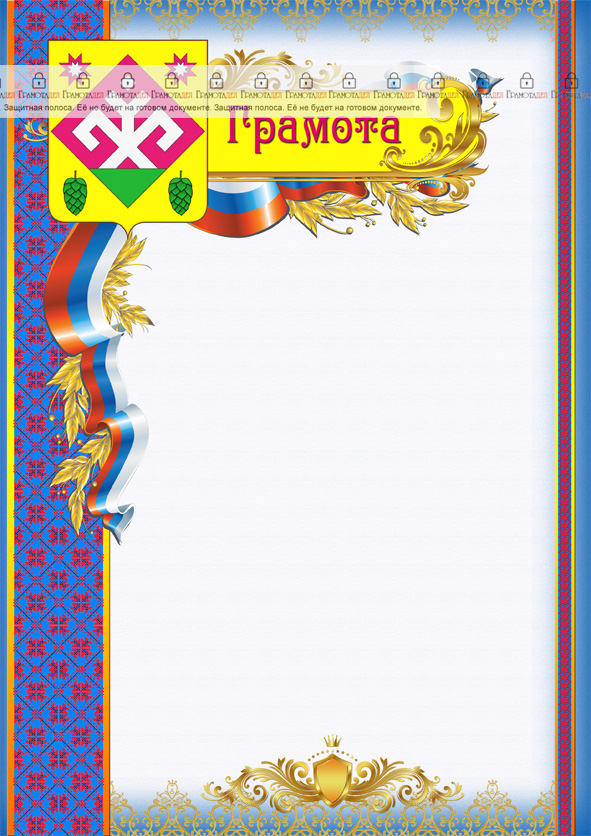 ГРАМОТАДЕЛ ГРАМОТАДЕЛ ГРАМОТАДЕЛ ГРАМОТАДЕЛ ГРАМОТАДЕЛ ГРАМОТАДЕЛ ГРАМОТАДЕЛ ГРАМОТАДЕЛ ГРАМОТАДЕЛ ГРАМОТАДЕЛ ГРАМОТАДЕЛ ГРАМОТАДЕЛ
Защитная полоса. Её не будет на готовом документе. Защитная полоса. Её не будет на готовом документе.
Грамота